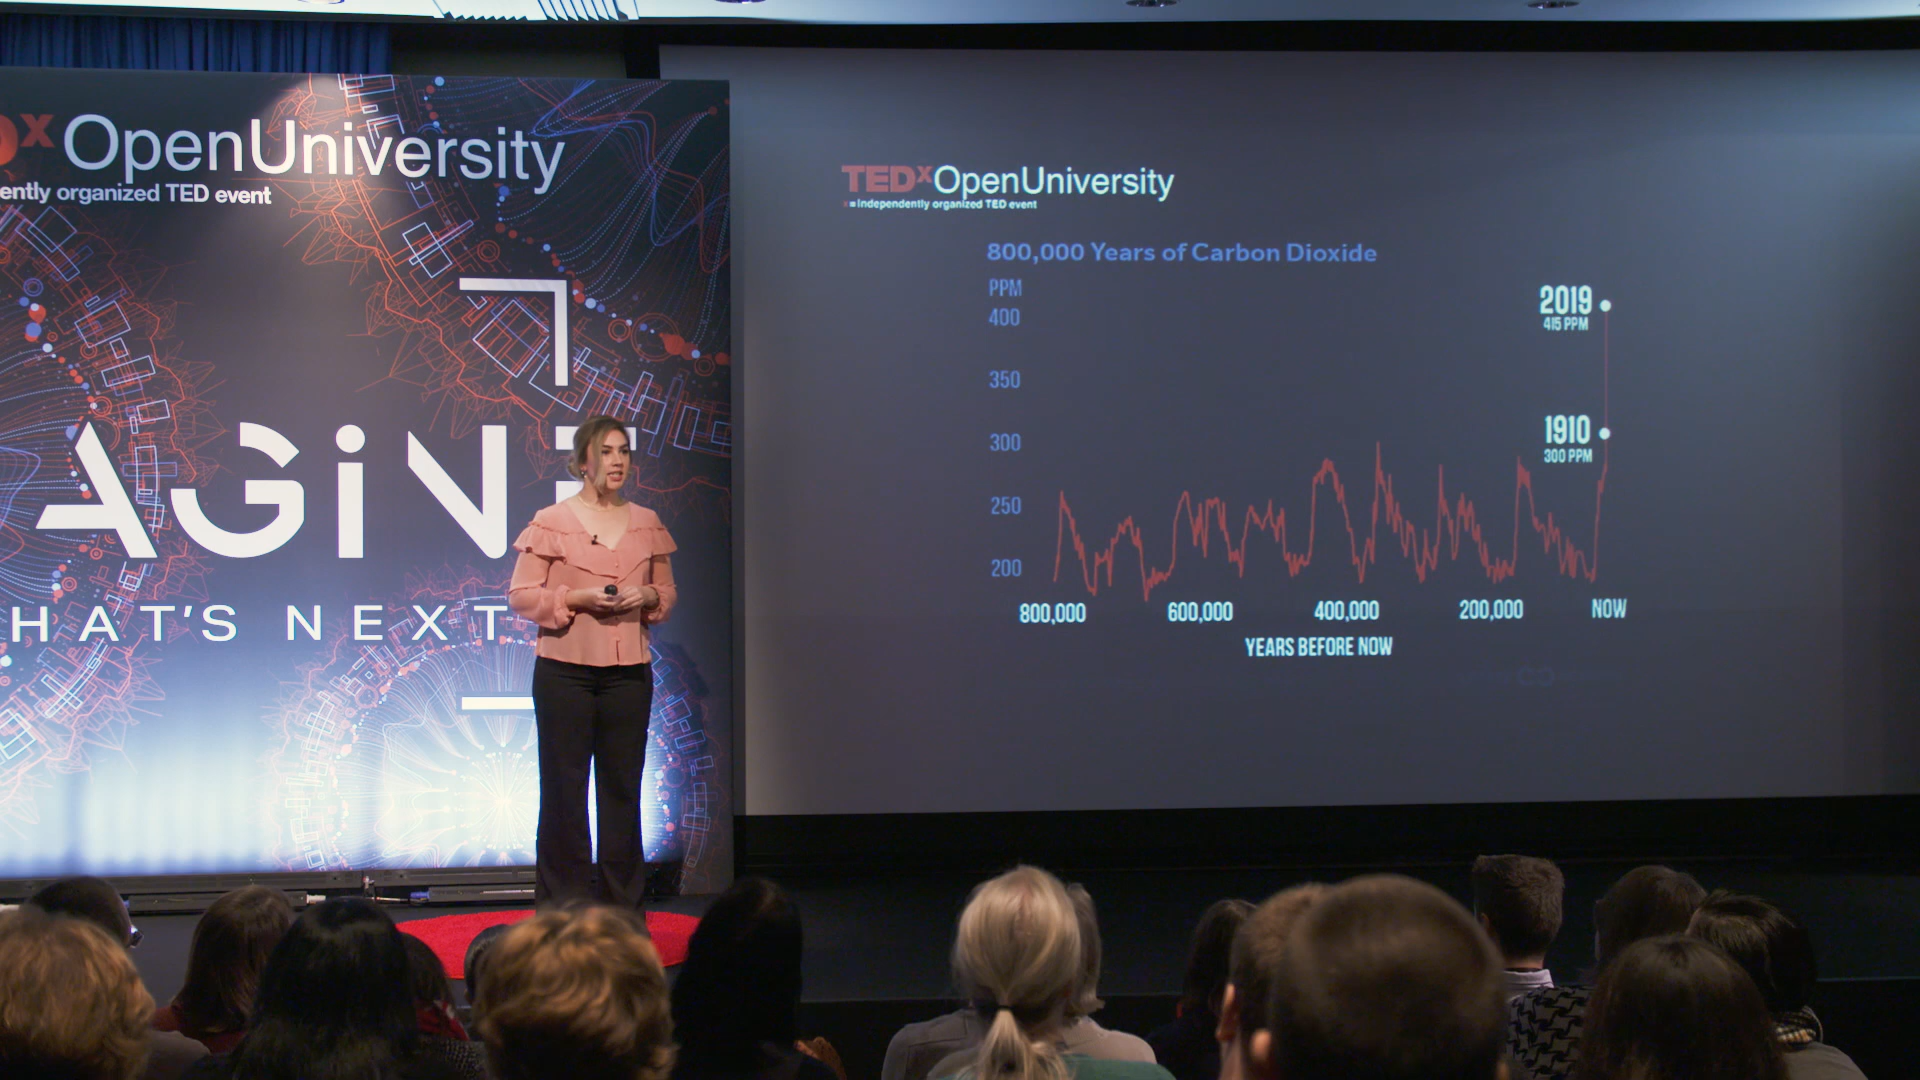 xOpenUniversity
ently organized TED event
AGiN
HAT'S NEXT
TEDxOpenUniversity
x = independently organized TED event
800,000 Years of Carbon Dioxide
PPM
400
350
300
250
200
2019
415 PPM
1910
300 PPM
800,000 600,000 400,000 200,000 NOW
YEARS BEFORE NOW